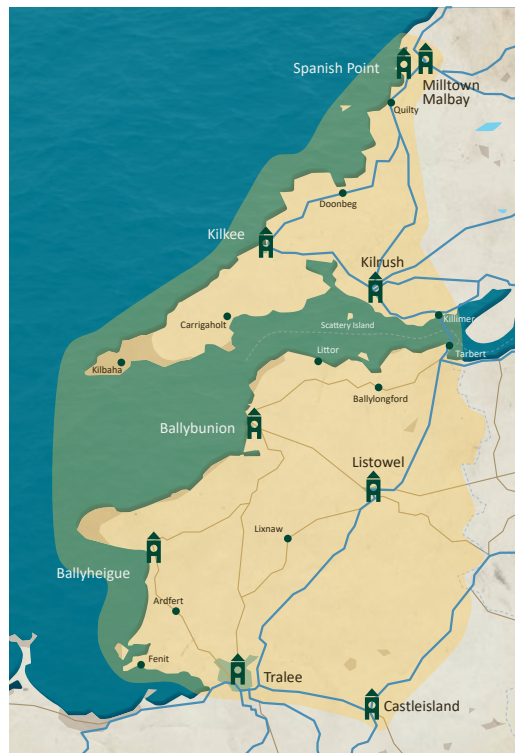 Spanish Point
Milltown
Malbay
Quilty
Doonbeg
Kilkee
Kilrush
Carrigaholt
Scattery Island
Killimer
Kilbaha
Littor
Tarbert
Ballylongford
Ballybunion
Listowel
Lixnaw
Ballyheigue
Ardfert
Fenit
Tralee
Castleisland